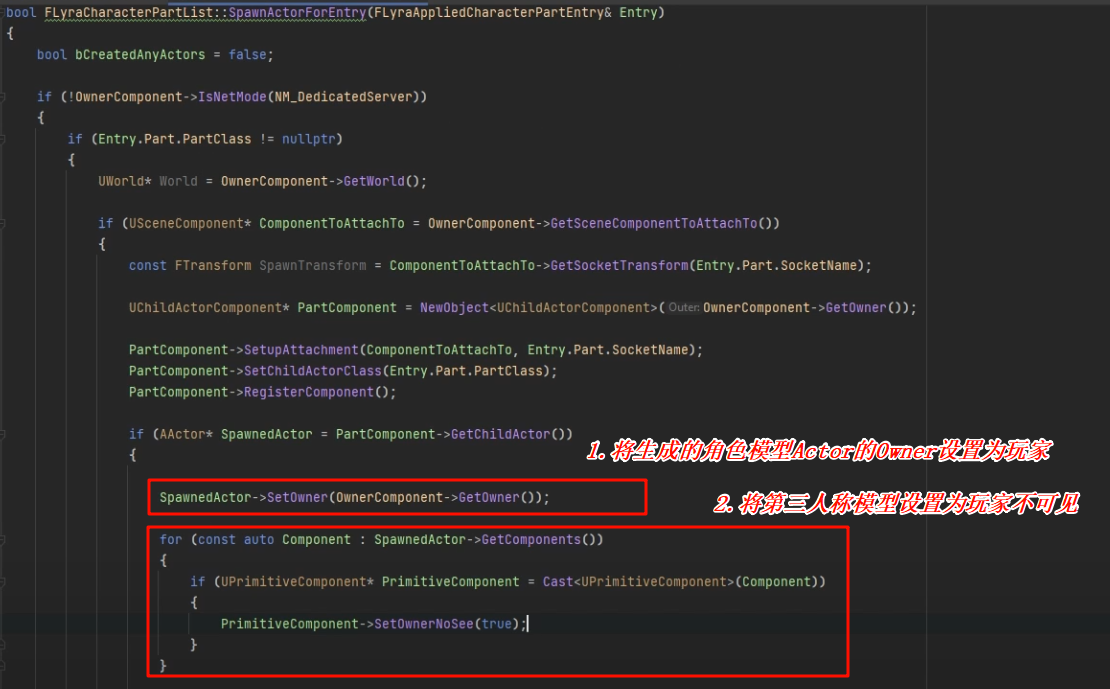 bool FLyraCharacterPartList::SpawnActorForEntry(FLyraAppliedCharacterPartEntry& Entry)
{
bool bCreatedAnyActors = false;
if (!OwnerComponent->IsNetMode(NM_DedicatedServer))
{
if (Entry.Part.PartClass != nullptr)
{
UWorld* World = OwnerComponent->GetWorld();
if (USceneComponent* ComponentToAttachTo = OwnerComponent->GetSceneComponentToAttachTo())
{
const FTransform SpawnTransform = ComponentToAttachTo->GetSocketTransform(Entry.Part.SocketName);
UChildActorComponent* PartComponent = NewObject<UChildActorComponent>( Outer: OwnerComponent->GetOwner());
PartComponent->SetupAttachment(ComponentToAttachTo, Entry.Part.SocketName);
PartComponent->SetChildActorClass(Entry.Part.PartClass);
PartComponent->RegisterComponent();
if (AActor* SpawnedActor = PartComponent->GetChildActor())
{
1.将生成的角色模型Actor的Owner设置为玩家
SpawnedActor->SetOwner(OwnerComponent->GetOwner());
2.将第三人称模型设置为玩家不可见
for (const auto Component : SpawnedActor->GetComponents())
{
if (UPrimitiveComponent* PrimitiveComponent = Cast<UPrimitiveComponent>(Component))
{
PrimitiveComponent->SetOwnerNoSee(true);
}
}